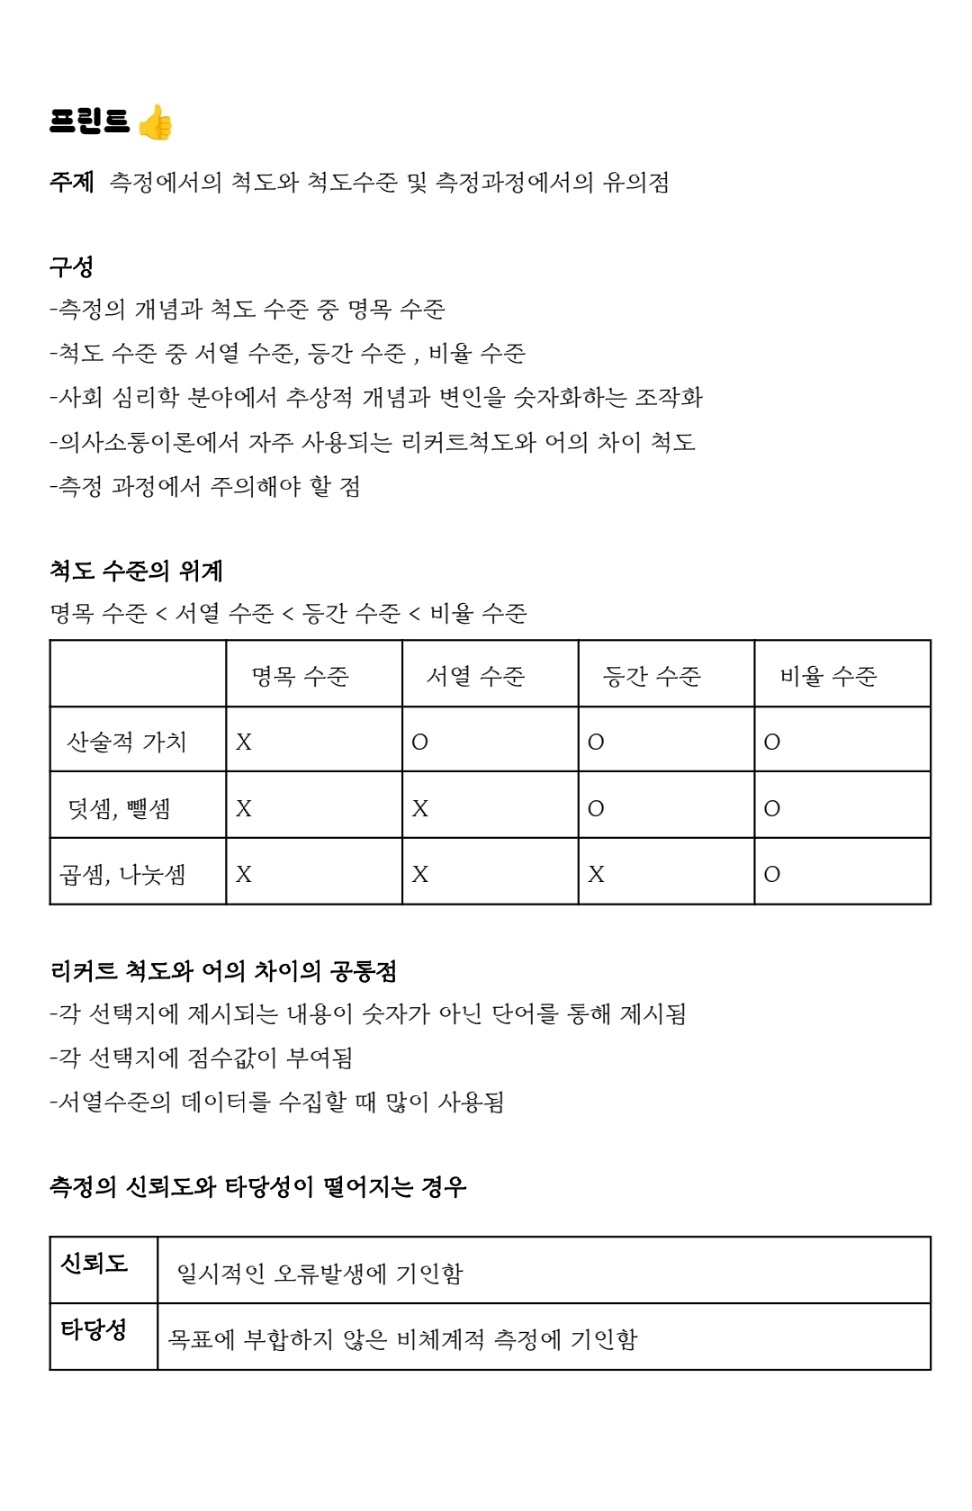 프린트 👍
주제 측정에서의 척도와 척도수준 및 측정과정에서의 유의점
구성
-측정의 개념과 척도 수준 중 명목 수준
-척도 수준 중 서열 수준, 등간 수준 , 비율 수준
-사회 심리학 분야에서 추상적 개념과 변인을 숫자화하는 조작화
-의사소통이론에서 자주 사용되는 리커트척도와 어의 차이 척도
-측정 과정에서 주의해야 할 점
척도 수준의 위계
명목 수준 < 서열 수준 < 등간 수준 < 비율 수준
명목 수준 서열 수준 등간 수준 비율 수준
산술적 가치 X O O O
덧셈, 뺄셈 X X O O
곱셈, 나눗셈 X X X O
리커트 척도와 어의 차이의 공통점
-각 선택지에 제시되는 내용이 숫자가 아닌 단어를 통해 제시됨
-각 선택지에 점수값이 부여됨
-서열수준의 데이터를 수집할 때 많이 사용됨
측정의 신뢰도와 타당성이 떨어지는 경우
신뢰도 일시적인 오류발생에 기인함
타당성 목표에 부합하지 않은 비체계적 측정에 기인함